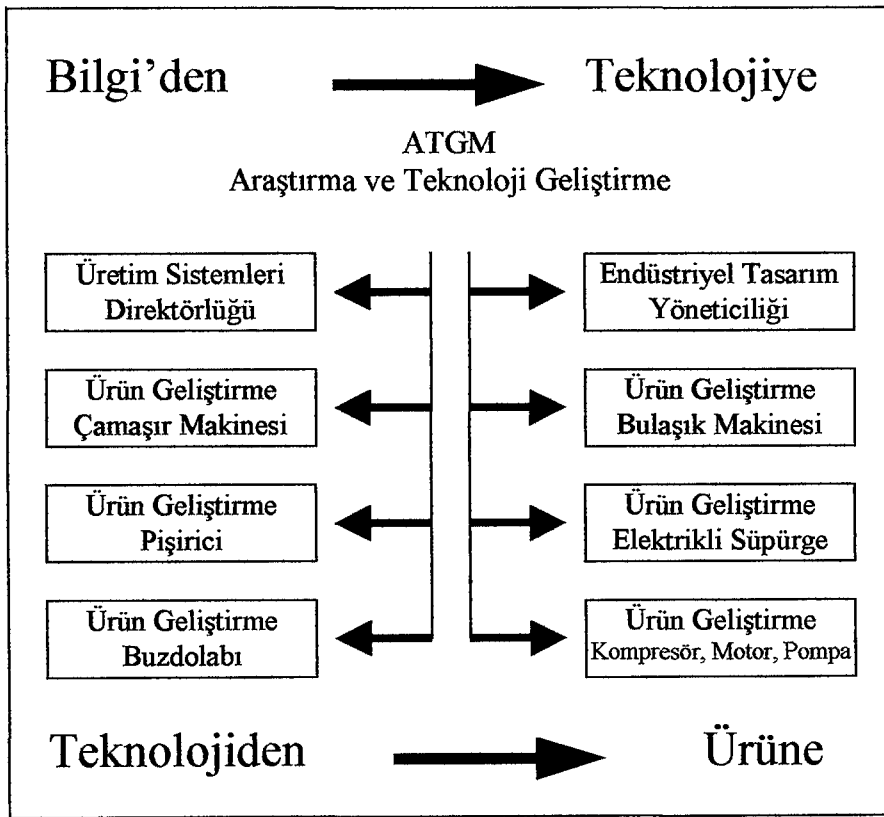 Bilgi'den Teknolojiye
ATGM
Araştırma ve Teknoloji Geliştirme
Üretim Sistemleri
Direktörlüğü
Endüstriyel Tasarım
Yöneticiliği
Ürün Geliştirme
Çamaşır Makinesi
Ürün Geliştirme
Bulaşık Makinesi
Ürün Geliştirme
Pişirici
Ürün Geliştirme
Elektrikli Süpürge
Ürün Geliştirme
Buzdolabı
Ürün Geliştirme
Kompresör, Motor, Pompa
Teknolojiden Ürüne